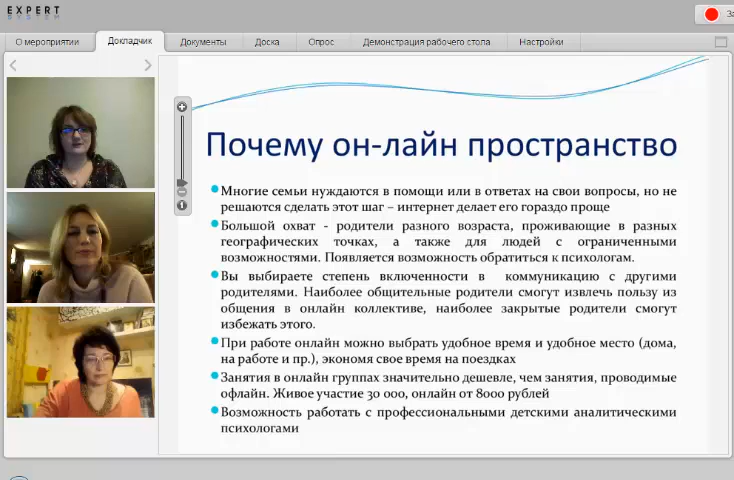 EXPERT
SYSTEM
О мероприятии
Докладчик
Документы
Доска
Опрос
Демонстрация рабочего стола
Настройки
Почему он-лайн пространство
Многие семьи нуждаются в помощи или в ответах на свои вопросы, но не
решаются сделать этот шаг – интернет делает его гораздо проще
Большой охват - родители разного возраста, проживающие в разных
географических точках, а также для людей с ограниченными
возможностями. Появляется возможность обратиться к психологам.
Вы выбираете степень включенности в коммуникацию с другими
родителями. Наиболее общительные родители смогут извлечь пользу из
общения в онлайн коллективе, наиболее закрытые родители смогут
избежать этого.
При работе онлайн можно выбрать удобное время и удобное место (дома,
на работе и пр.), экономя свое время на поездках
Занятия в онлайн группах значительно дешевле, чем занятия, проводимые
офлайн. Живое участие 30 000, онлайн от 8000 рублей
Возможность работать с профессиональными детскими аналитическими
психологами